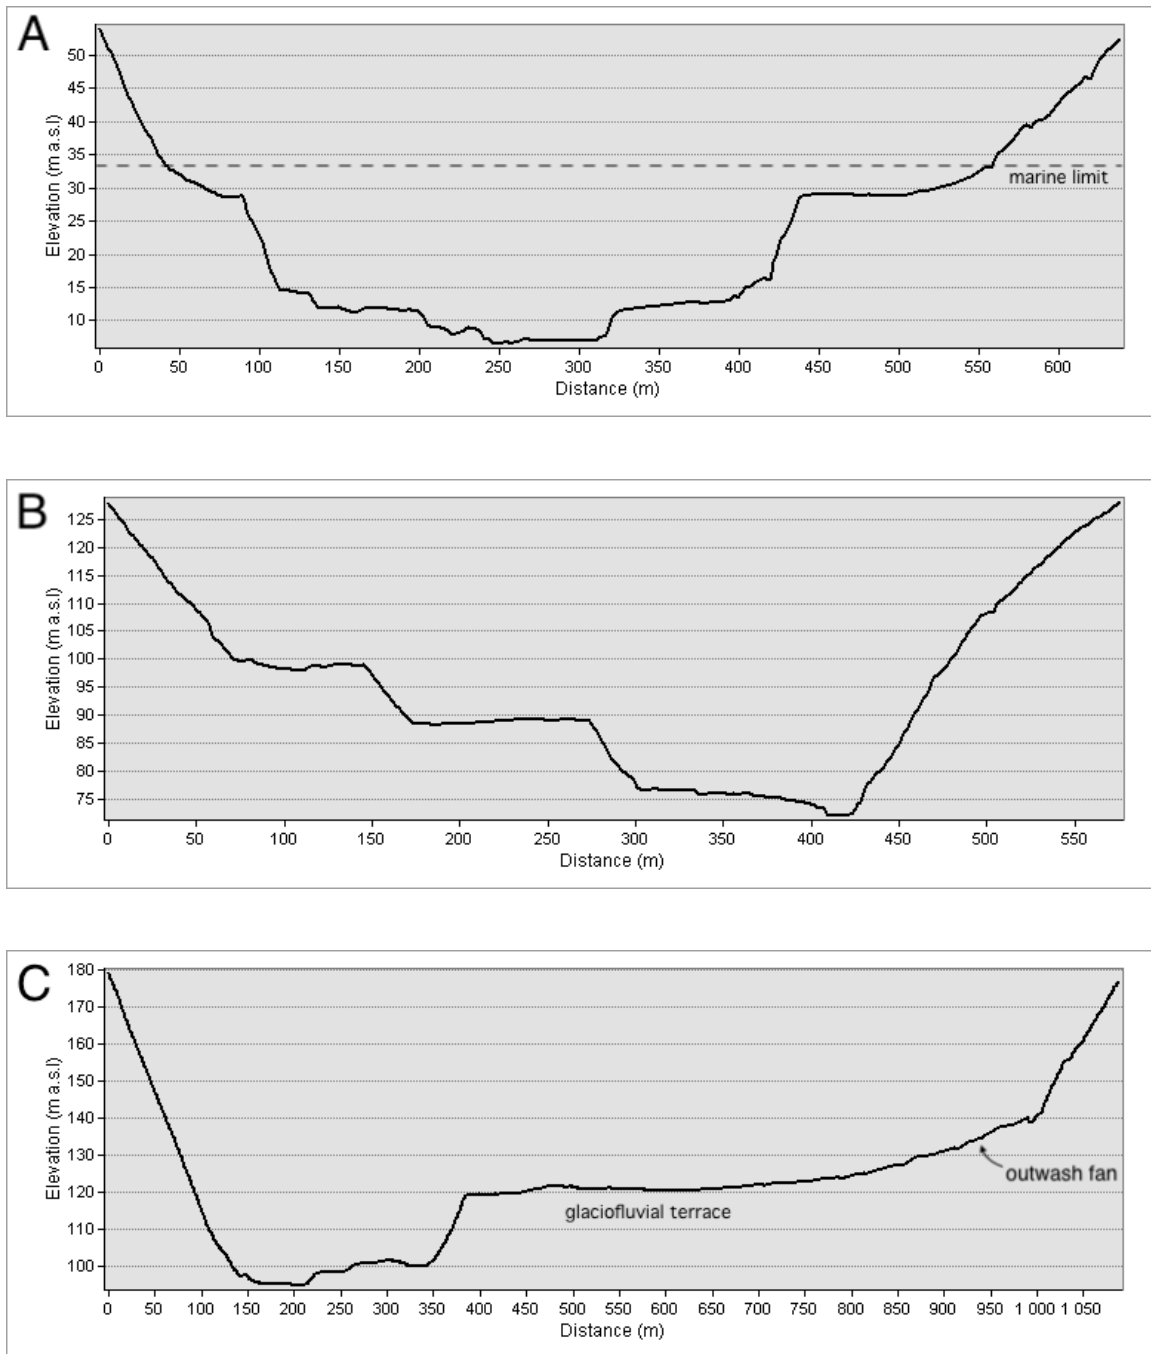 A
Elevation (m a.s.l)
50
45
40
35
30
25
20
15
10
marine limit
0 50 100 150 200 250 300 350 400 450 500 550 600
Distance (m)
B
Elevation (m a.s.l)
125
120
115
110
105
100
95
90
85
80
75
0 50 100 150 200 250 300 350 400 450 500 550
Distance (m)
C
Elevation (m a.s.l)
180
170
160
150
140
130
120
110
100
outwash fan
glaciofluvial terrace
0 50 100 150 200 250 300 350 400 450 500 550 600 650 700 750 800 850 900 950 1 000 1 050
Distance (m)